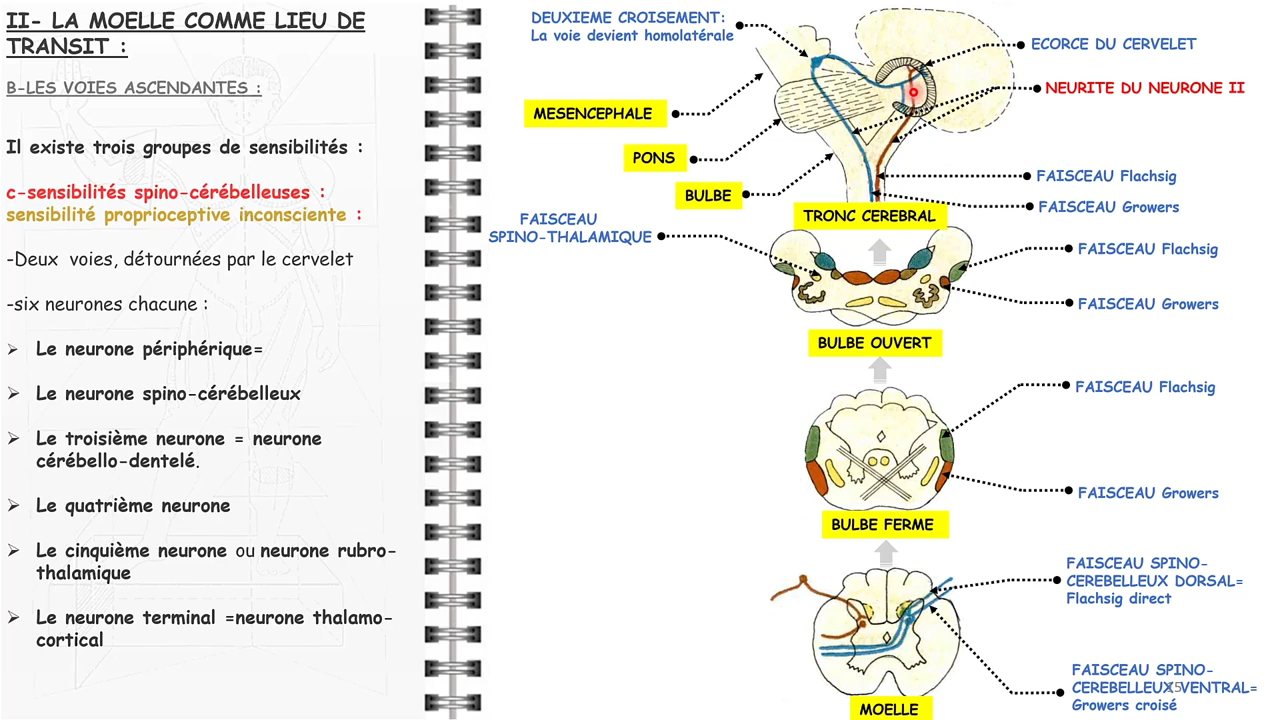 II- LA MOELLE COMME LIEU DE
TRANSIT :
B-LES VOIES ASCENDANTES :
Il existe trois groupes de sensibilités :
c-sensibilités spino-cérébelleuses :
sensibilité proprioceptive inconsciente :
-Deux voies, détournées par le cervelet
-six neurones chacune :
➢ Le neurone périphérique=
➢ Le neurone spino-cérébelleux
➢ Le troisième neurone = neurone
cérébello-dentelé.
➢ Le quatrième neurone
➢ Le cinquième neurone ou neurone rubro-
thalamique
➢ Le neurone terminal =neurone thalamo-
cortical
DEUXIEME CROISEMENT:
La voie devient homolatérale
ECORCE DU CERVELET
NEURITE DU NEURONE II
MESENCEPHALE
PONS
BULBE
FAISCEAU Flachsig
FAISCEAU Growers
TRONC CEREBRAL
FAISCEAU
SPINO-THALAMIQUE
FAISCEAU Flachsig
FAISCEAU Growers
BULBE OUVERT
FAISCEAU Flachsig
FAISCEAU Growers
BULBE FERME
FAISCEAU SPINO-
CEREBELLEUX DORSAL=
Flachsig direct
FAISCEAU SPINO-
CEREBELLEUX VENTRAL=
Growers croisé
MOELLE